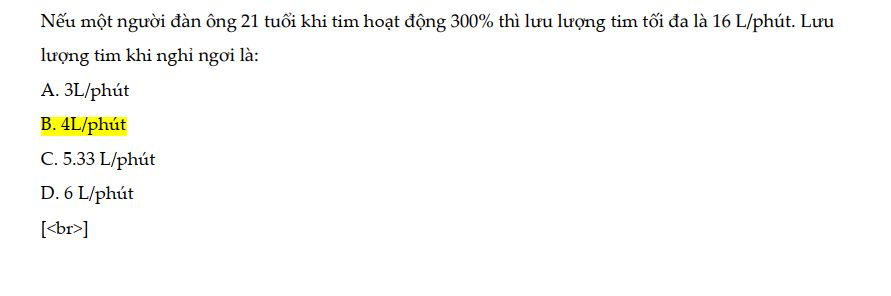 Nếu một người đàn ông 21 tuổi khi tim hoạt động 300% thì lưu lượng tim tối đa là 16 L/phút. Lưu
lượng tim khi nghỉ ngơi là:
A. 3L/phút
B. 4L/phút
C. 5.33 L/phút
D. 6 L/phút
[<br>]